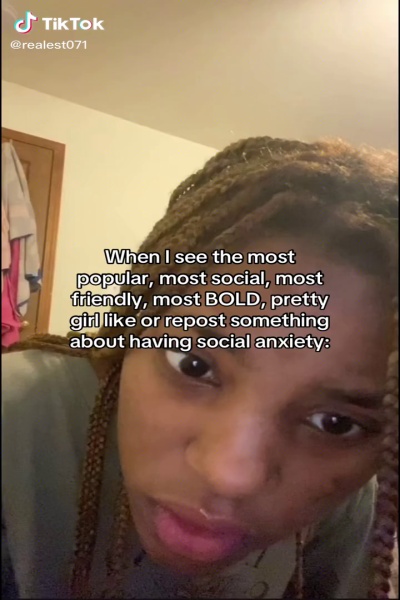 TikTok
@realest071
When I see the most
popular, most social, most
friendly, most BOLD, pretty
girl like or repost something
about having social anxiety: